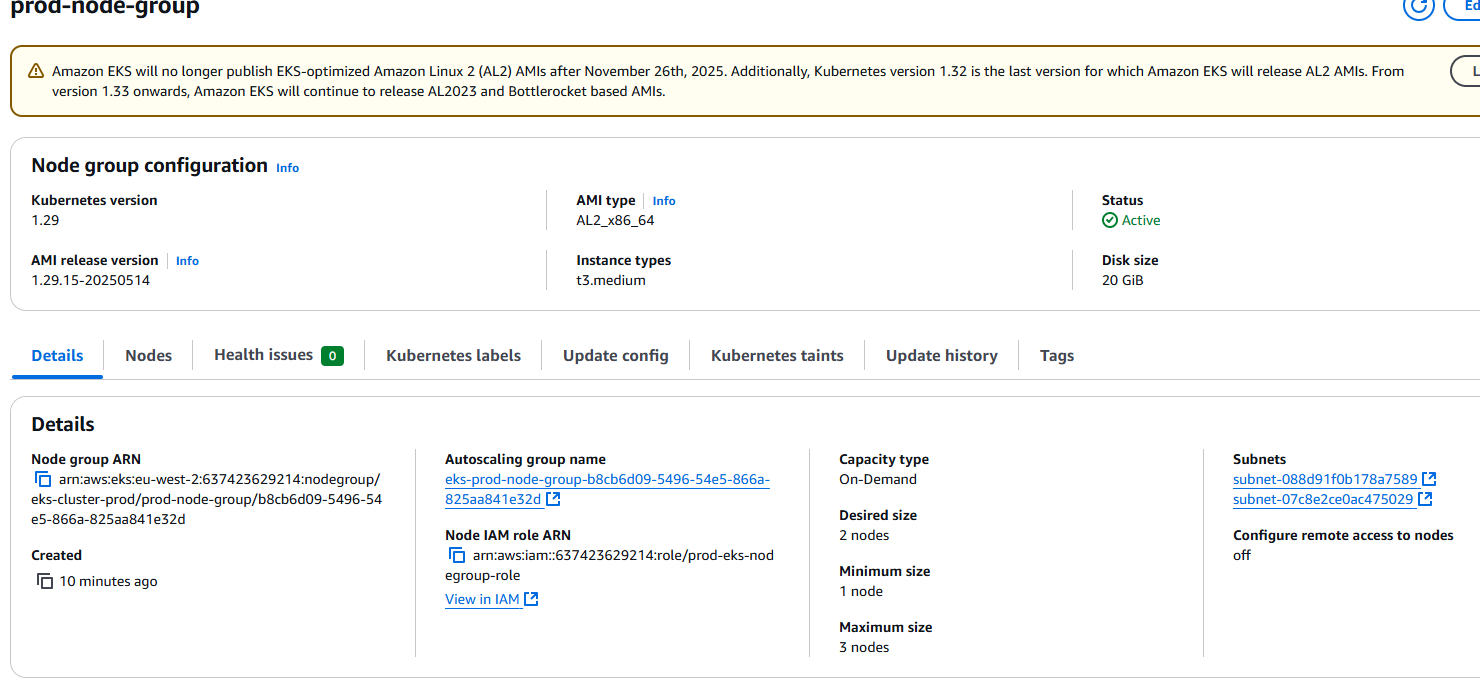 prod-node-group
Ed
Amazon EKS will no longer publish EKS-optimized Amazon Linux 2 (AL2) AMIs after November 26th, 2025. Additionally, Kubernetes version 1.32 is the last version for which Amazon EKS will release AL2 AMIs. From
version 1.33 onwards, Amazon EKS will continue to release AL2023 and Bottlerocket based AMIs.
L
Node group configuration Info
Kubernetes version
1.29
AMI release version Info
1.29.15-20250514
AMI type Info
AL2_x86_64
Instance types
t3.medium
Status
Active
Disk size
20 GiB
Details Nodes Health issues 0 Kubernetes labels Update config Kubernetes taints Update history Tags
Details
Node group ARN
arn:aws:eks:eu-west-2:637423629214:nodegroup/
eks-cluster-prod/prod-node-group/b8cb6d09-5496-54
e5-866a-825aa841e32d
Created
10 minutes ago
Autoscaling group name
eks-prod-node-group-b8cb6d09-5496-54e5-866a-
825aa841e32d
Node IAM role ARN
arn:aws:iam::637423629214:role/prod-eks-nod
egroup-role
View in IAM
Capacity type
On-Demand
Desired size
2 nodes
Minimum size
1 node
Maximum size
3 nodes
Subnets
subnet-088d91f0b178a7589
subnet-07c8e2ce0ac475029
Configure remote access to nodes
off